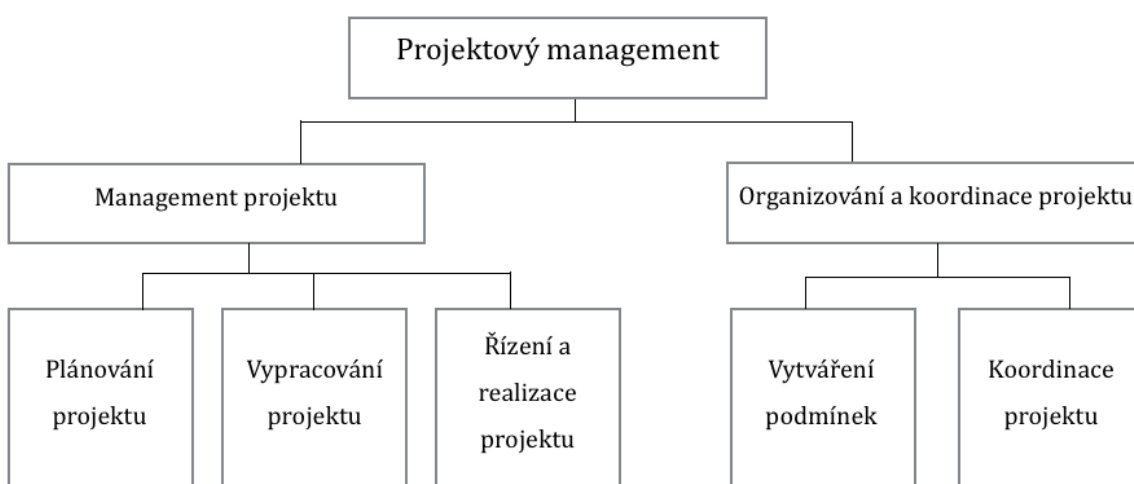 Projektový management
Management projektu
Organizování a koordinace projektu
Plánování
projektu
Vypracování
projektu
Řízení a
realizace
projektu
Vytváření
podmínek
Koordinace
projektu